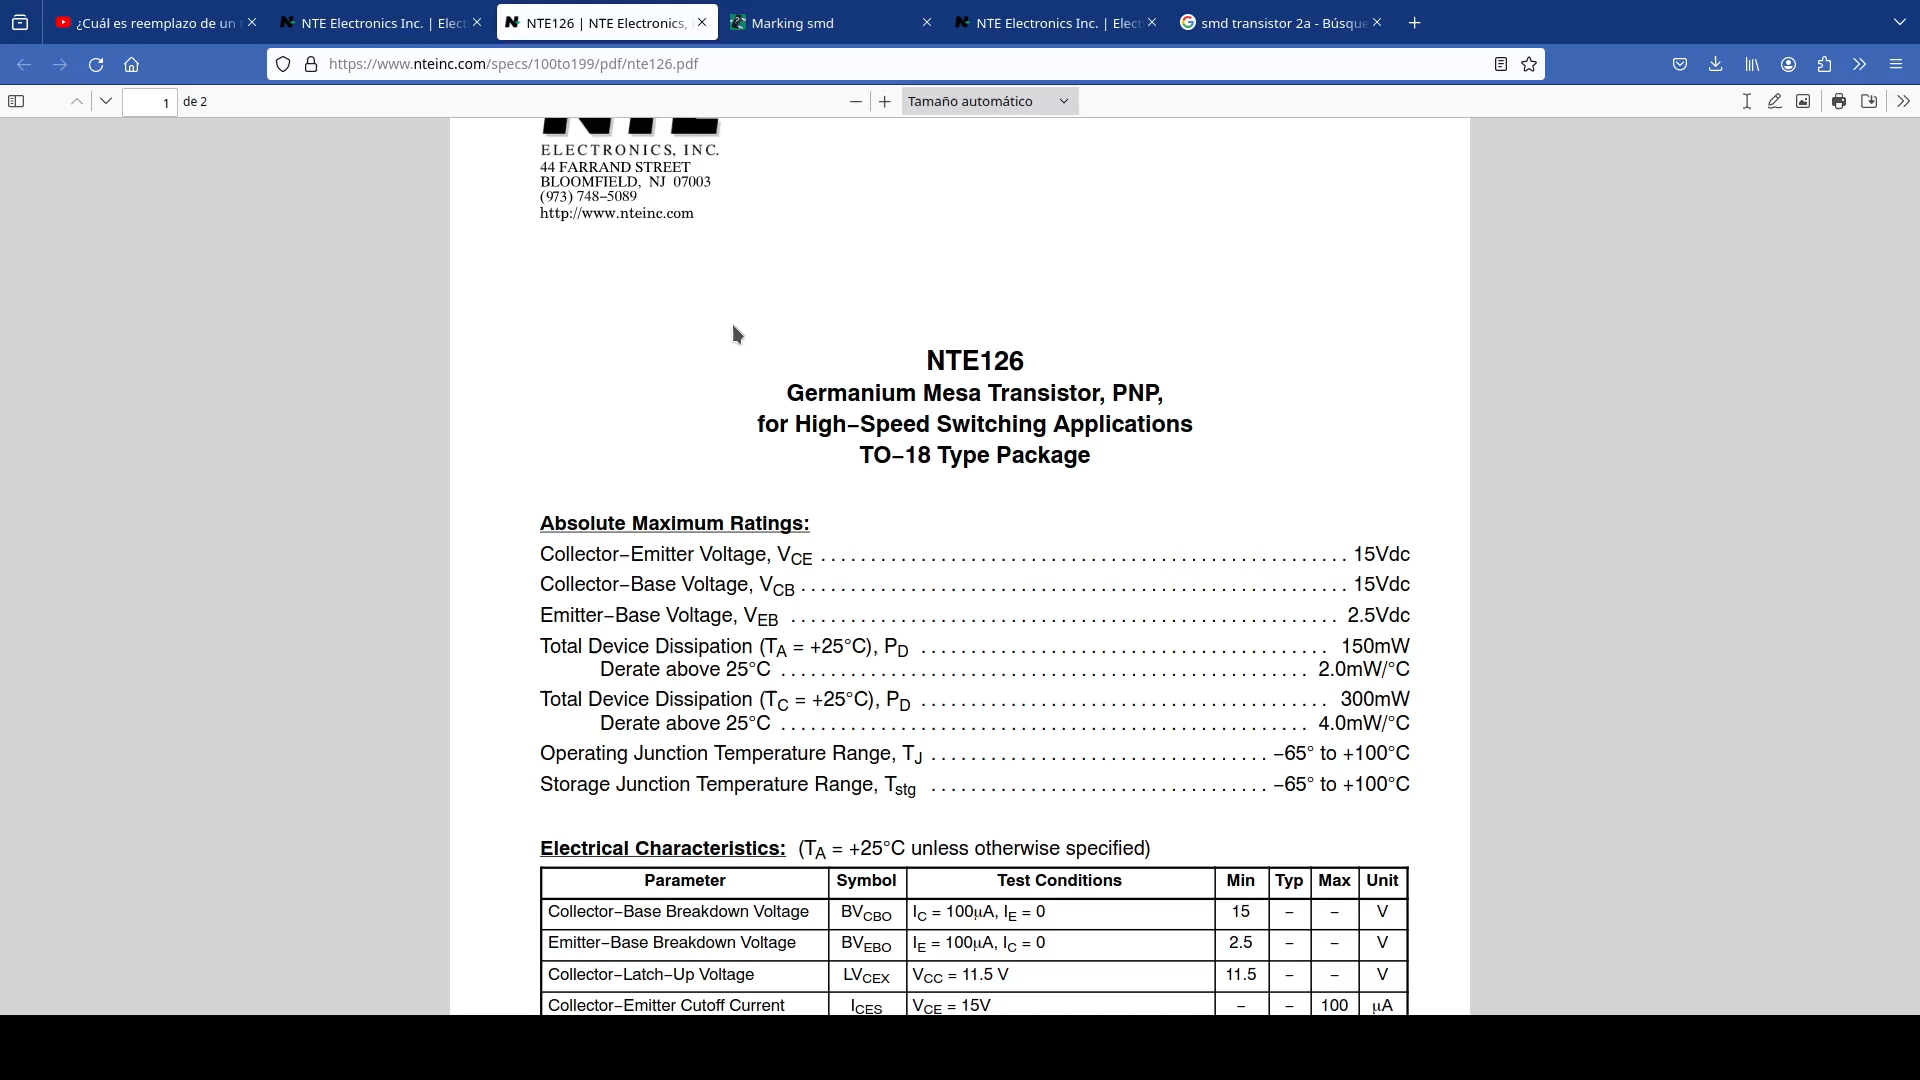 ¿Cuál es reemplazo de un
NTE Electronics Inc. | Elect
NTE126 | NTE Electronics,
Marking smd
NTE Electronics Inc. | Elect
smd transistor 2a - Búsque
https://www.nteinc.com/specs/100to199/pdf/nte126.pdf
1 de 2
Tamaño automático
NTE
ELECTRONICS, INC.
44 FARRAND STREET
BLOOMFIELD, NJ 07003
(973) 748–5089
http://www.nteinc.com
NTE126
Germanium Mesa Transistor, PNP,
for High–Speed Switching Applications
TO–18 Type Package
Absolute Maximum Ratings:
Collector–Emitter Voltage, VCE . . . . . . . . . . . . . . . . . . . . 15Vdc
Collector–Base Voltage, VCB . . . . . . . . . . . . . . . . . . . . 15Vdc
Emitter–Base Voltage, VEB . . . . . . . . . . . . . . . . . . . . 2.5Vdc
Total Device Dissipation (TA = +25°C), PD . . . . . . . . . . . . . . . . . . . . 150mW
Derate above 25°C . . . . . . . . . . . . . . . . . . . . 2.0mW/°C
Total Device Dissipation (TC = +25°C), PD . . . . . . . . . . . . . . . . . . . . 300mW
Derate above 25°C . . . . . . . . . . . . . . . . . . . . 4.0mW/°C
Operating Junction Temperature Range, TJ . . . . . . . . . . . . . . . . . . . . –65° to +100°C
Storage Junction Temperature Range, Tstg . . . . . . . . . . . . . . . . . . . . –65° to +100°C
Electrical Characteristics: (TA = +25°C unless otherwise specified)
Parameter Symbol Test Conditions Min Typ Max Unit
Collector–Base Breakdown Voltage BVCBO IC = 100μA, IE = 0 15 – – V
Emitter–Base Breakdown Voltage BVEBO IE = 100μA, IC = 0 2.5 – – V
Collector–Latch–Up Voltage LVCEX VCC = 11.5 V 11.5 – – V
Collector–Emitter Cutoff Current ICES VCE = 15V – – 100 μA